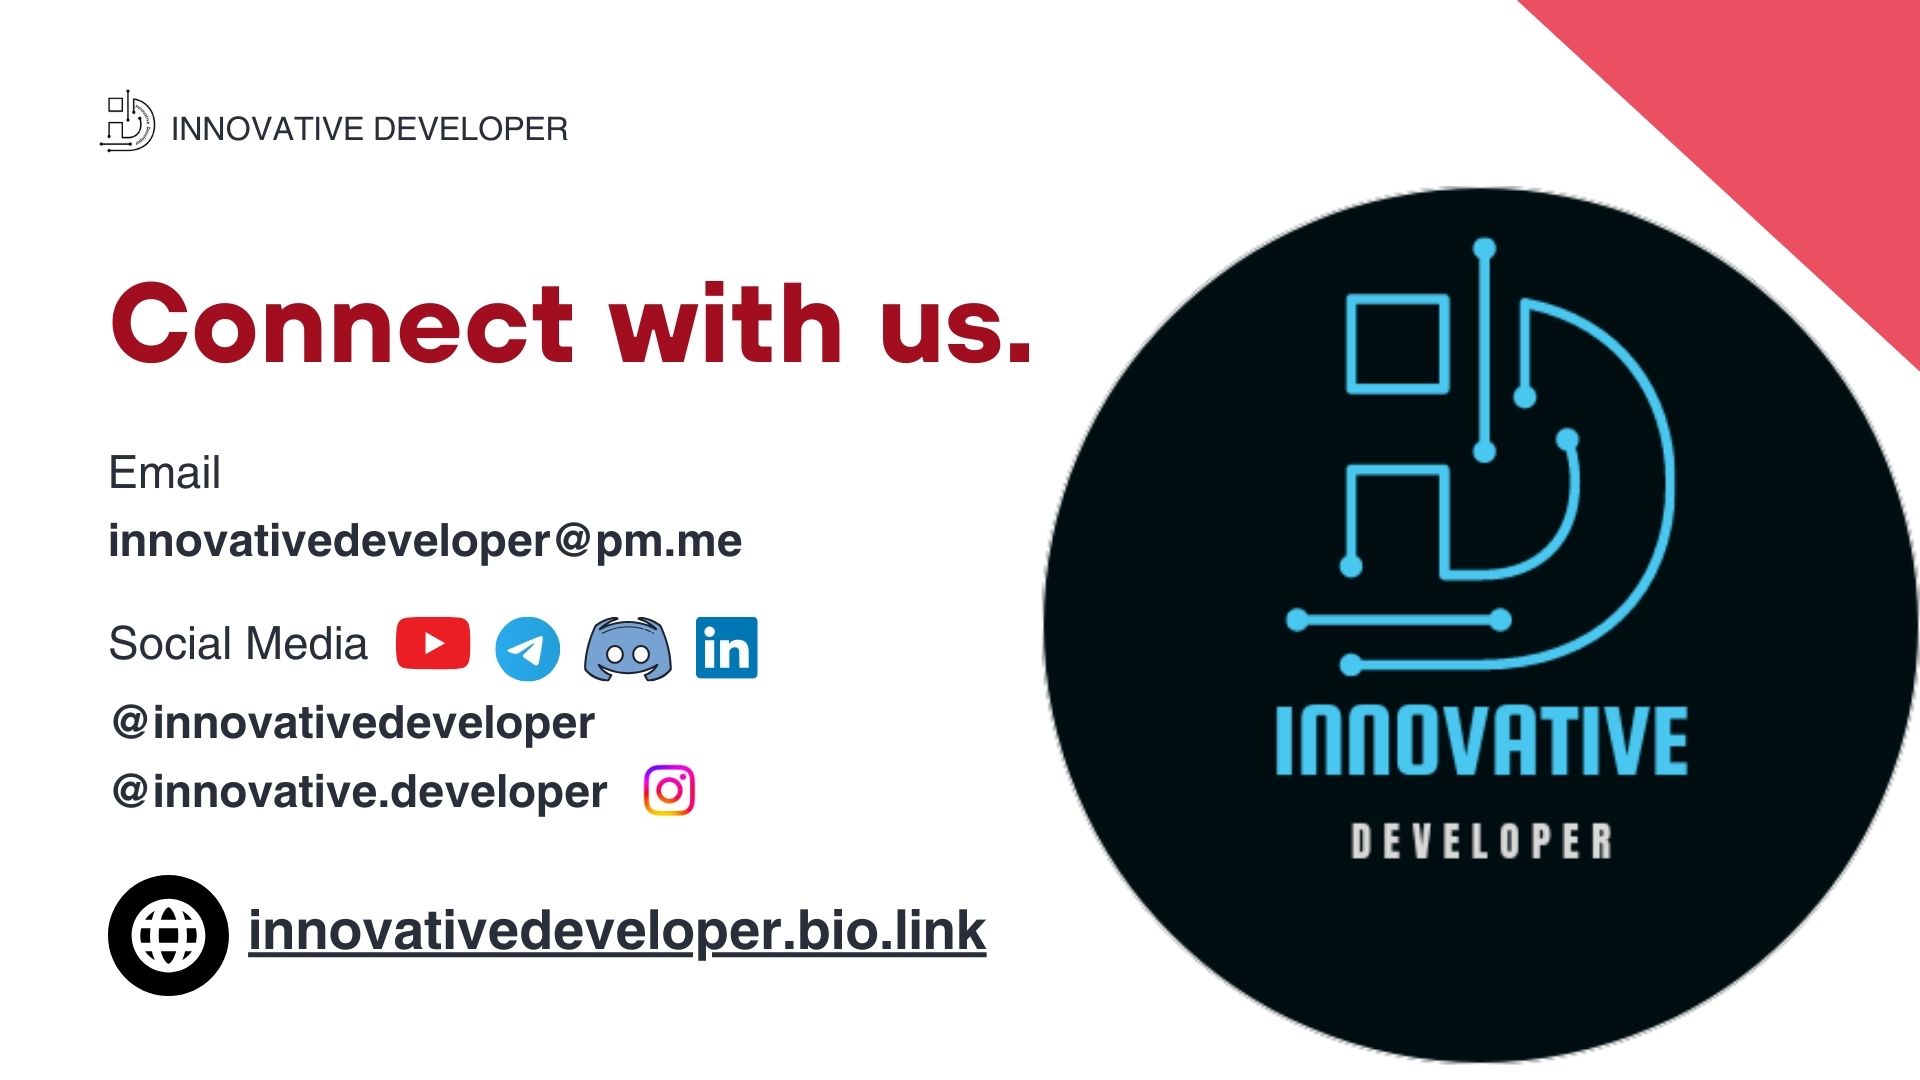 INNOVATIVE DEVELOPER
Connect with us.
Email
innovativedeveloper@pm.me
Social Media
in
@innovativedeveloper
@innovative.developer
innovativedeveloper.bio.link
INNOVATIVE
DEVELOPER